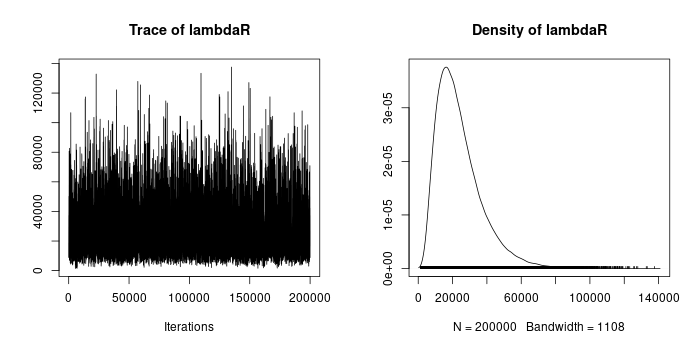 Trace of lambdaR
0 40000 80000 120000
0 50000 100000 150000 200000
Iterations
Density of lambdaR
0e+00 1e-05 2e-05 3e-05
0 20000 60000 100000 140000
N = 200000 Bandwidth = 1108